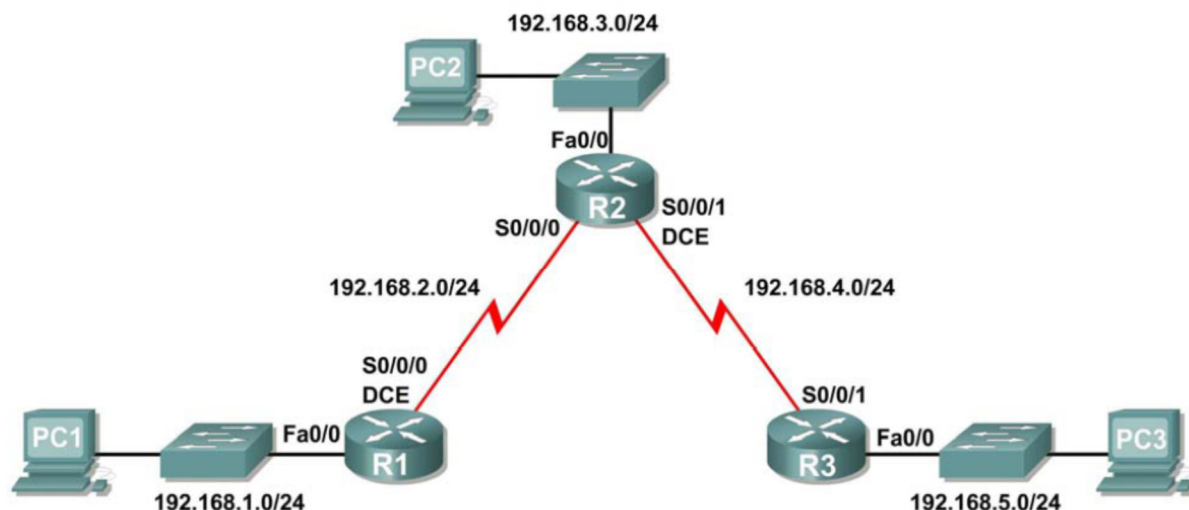 192.168.3.0/24
PC2
Fa0/0
R2
S0/0/0
S0/0/1
DCE
192.168.2.0/24
192.168.4.0/24
S0/0/0
DCE
S0/0/1
PC1
Fa0/0
R1
R3
Fa0/0
PC3
192.168.1.0/24
192.168.5.0/24